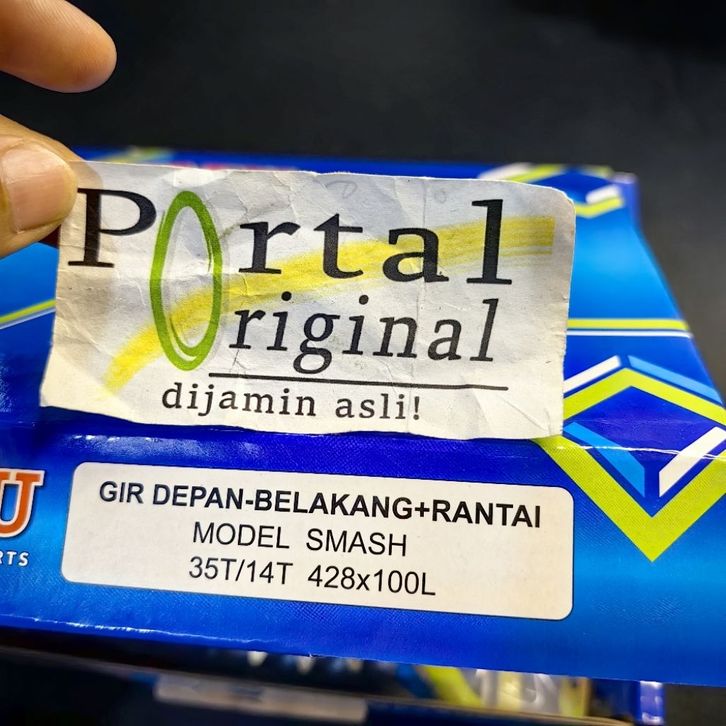 Portal
Original
dijamin asli!
GIR DEPAN-BELAKANG+RANTAI
MODEL SMASH
35T/14T 428x100L